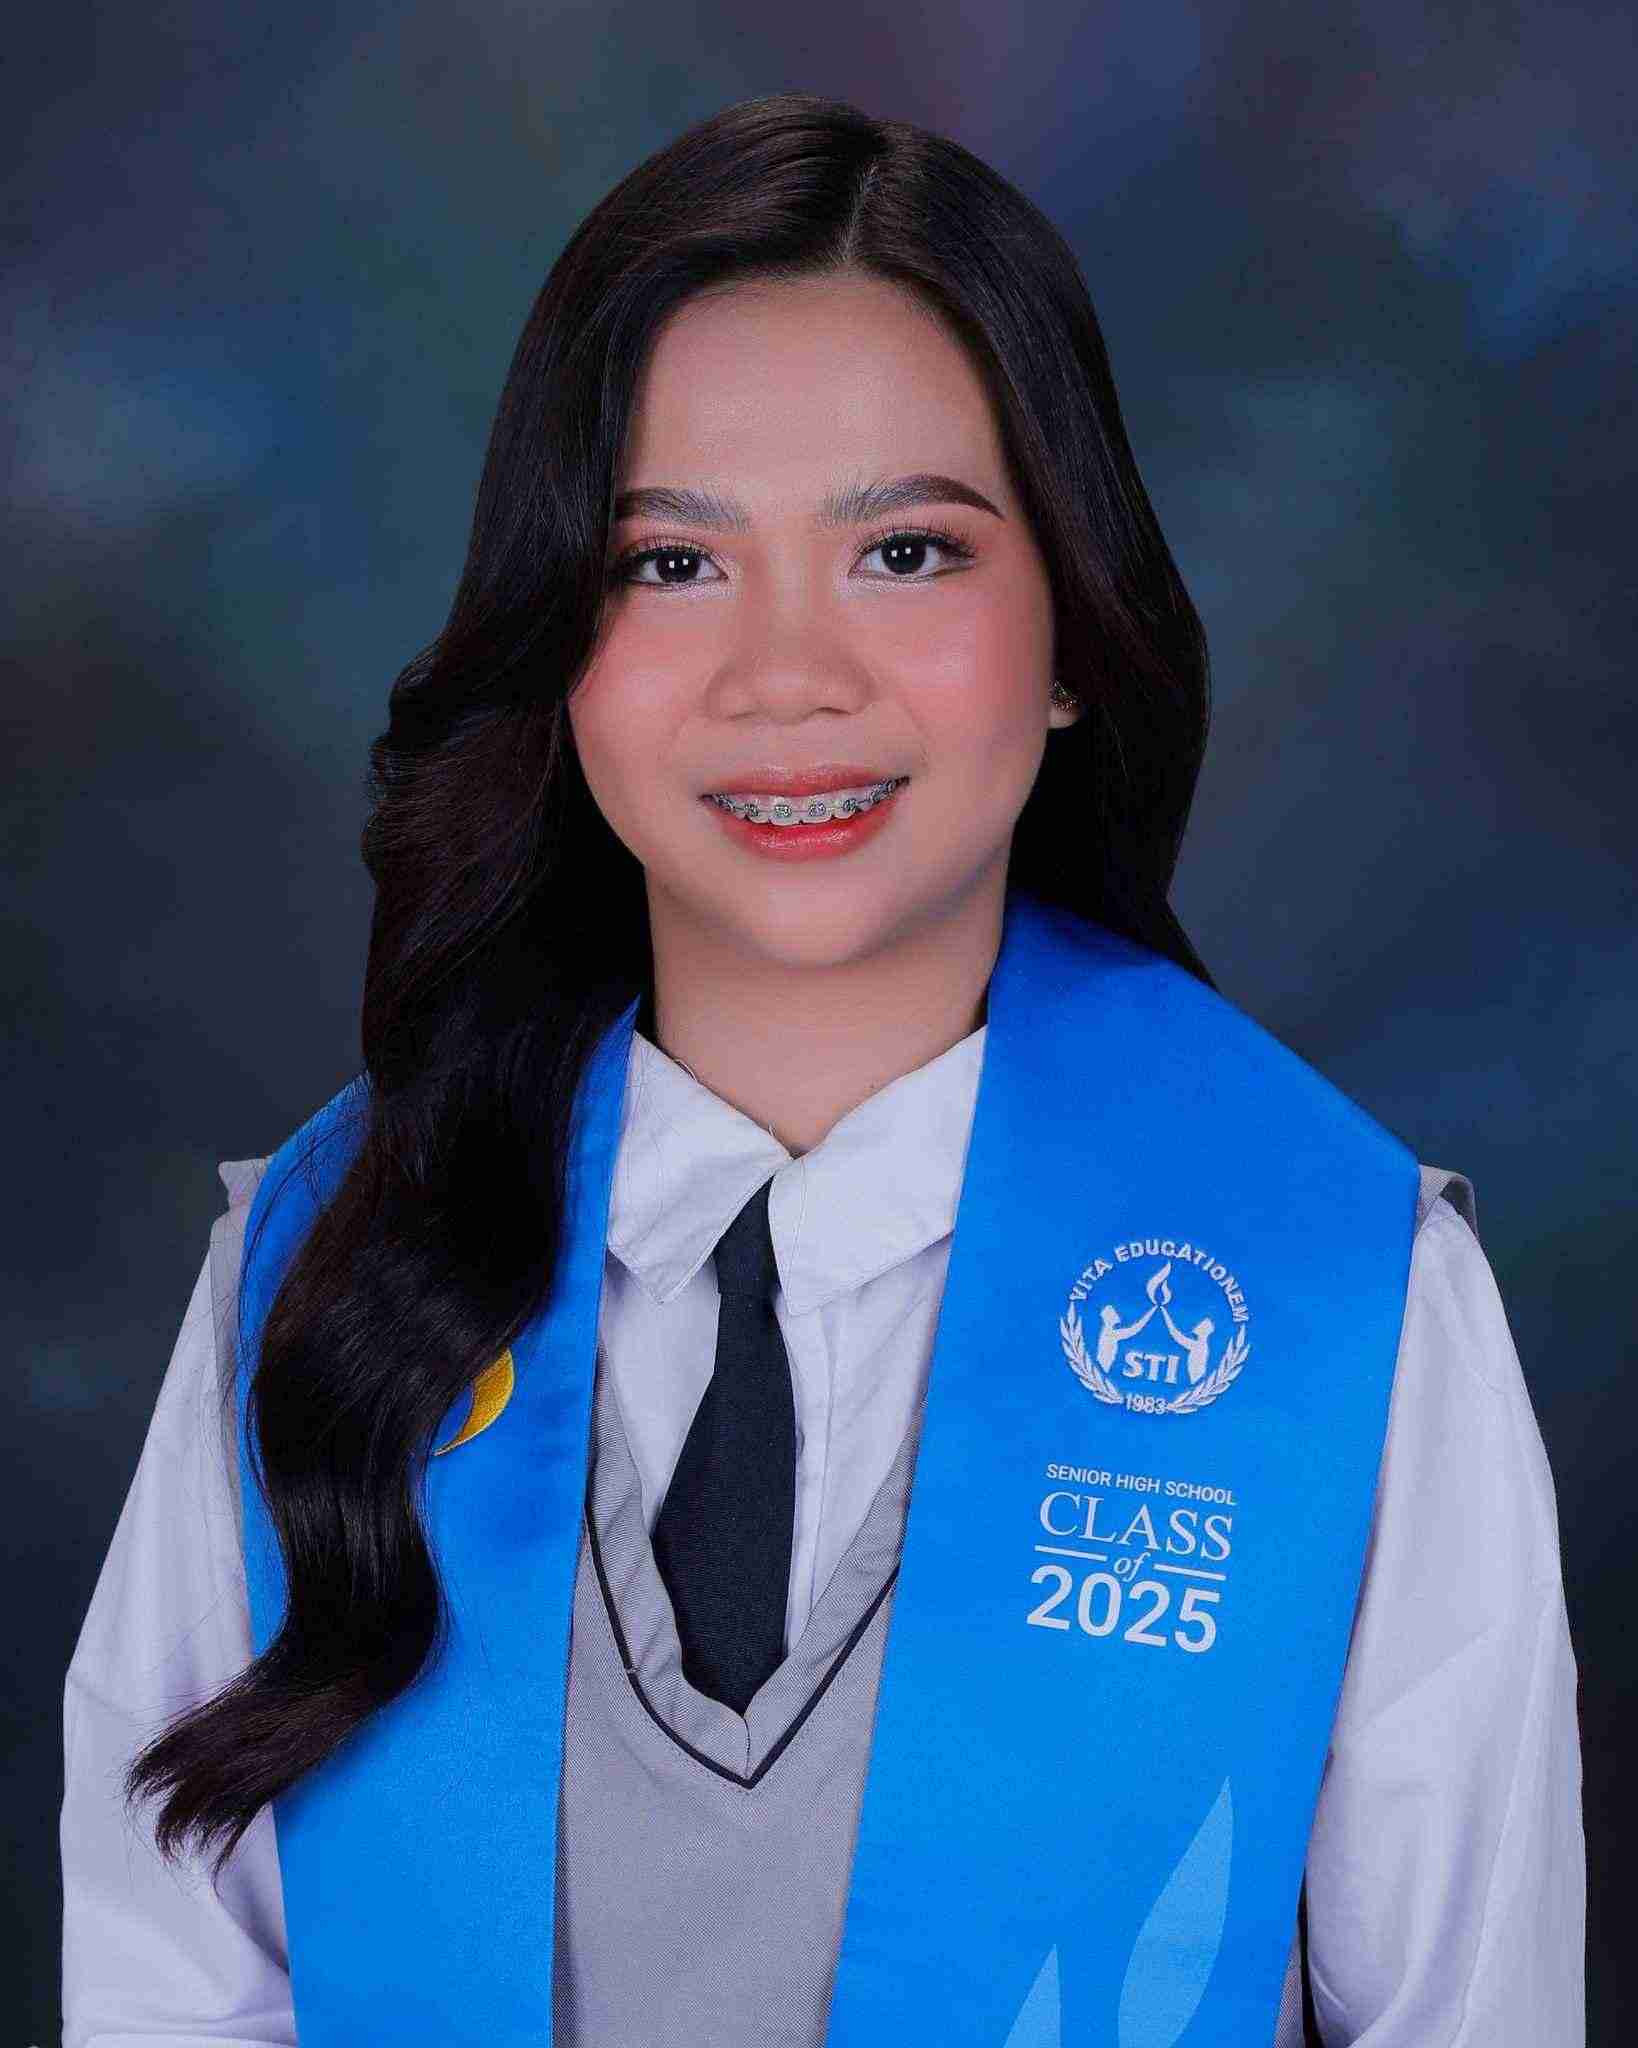 VITA EDUCATIONEM
STI
1983
SENIOR HIGH SCHOOL
CLASS
of
2025